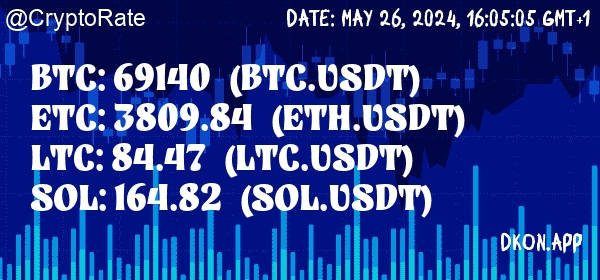 @CryptoRate
DATE: MAY 26, 2024, 16:05:05 GMT+1
BTC: 69140 (BTC.USDT)
ETC: 3809.84 (ETH.USDT)
LTC: 84.47 (LTC.USDT)
SOL: 164.82 (SOL.USDT)
DKON.APP